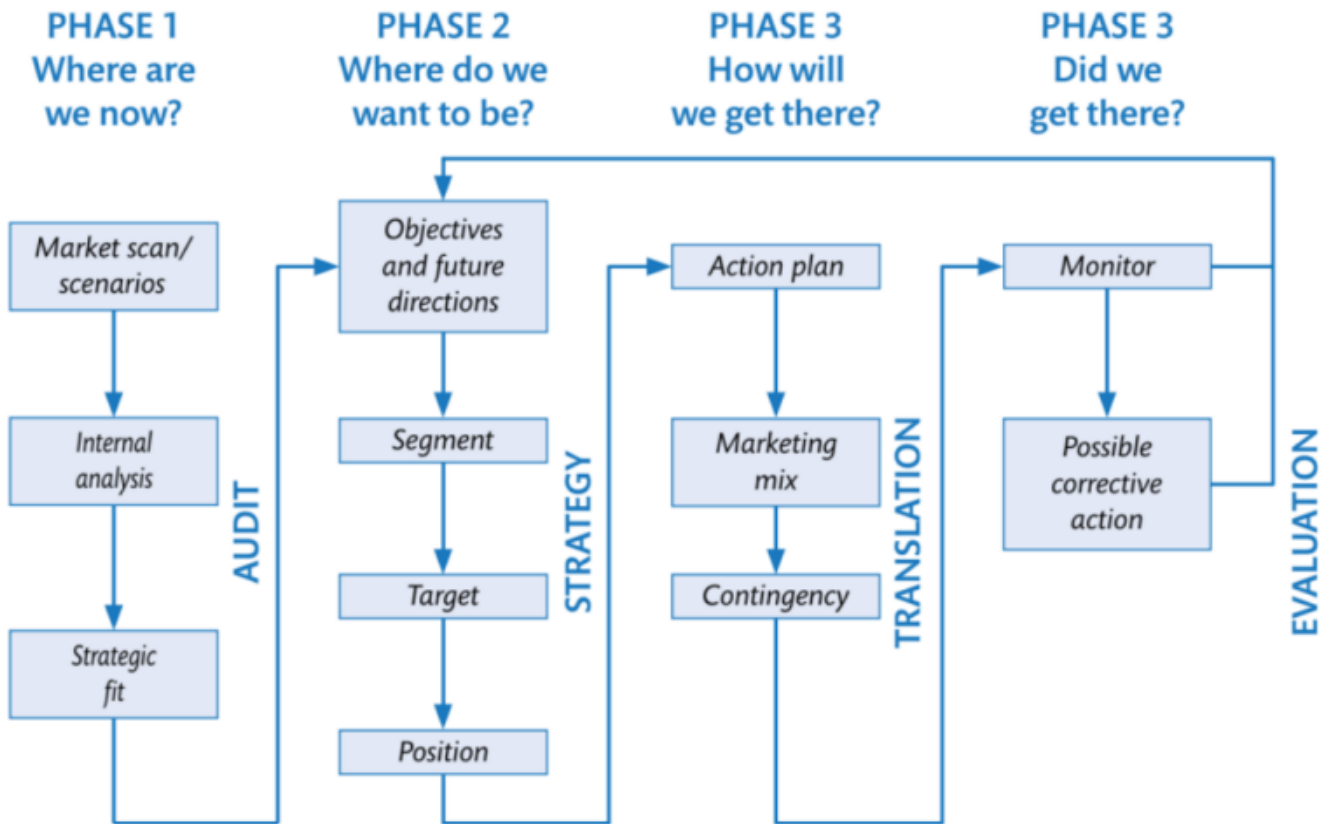 PHASE 1
Where are
we now?
PHASE 2
Where do we
want to be?
PHASE 3
How will
we get there?
PHASE 3
Did we
get there?
Market scan/
scenarios
Internal
analysis
Strategic
fit
AUDIT
Objectives
and future
directions
Segment
Target
Position
STRATEGY
Action plan
Marketing
mix
Contingency
TRANSLATION
Monitor
Possible
corrective
action
EVALUATION